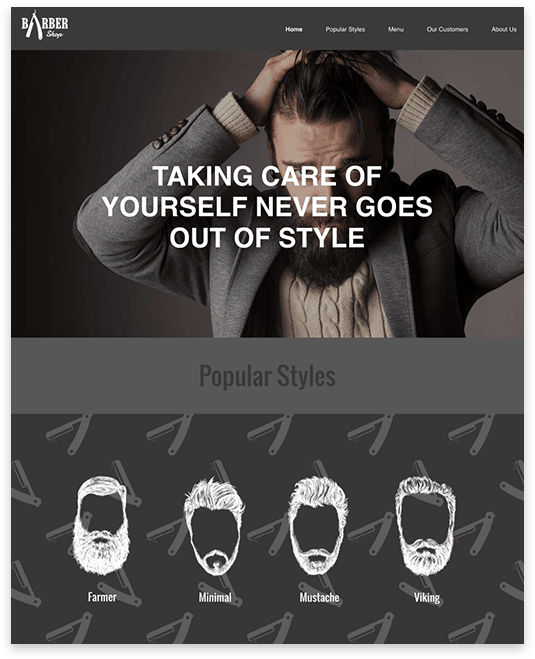 BARBER
Shop
Home Popular Styles Menu Our Customers About Us
TAKING CARE OF
YOURSELF NEVER GOES
OUT OF STYLE
Popular Styles
Farmer Minimal Mustache Viking